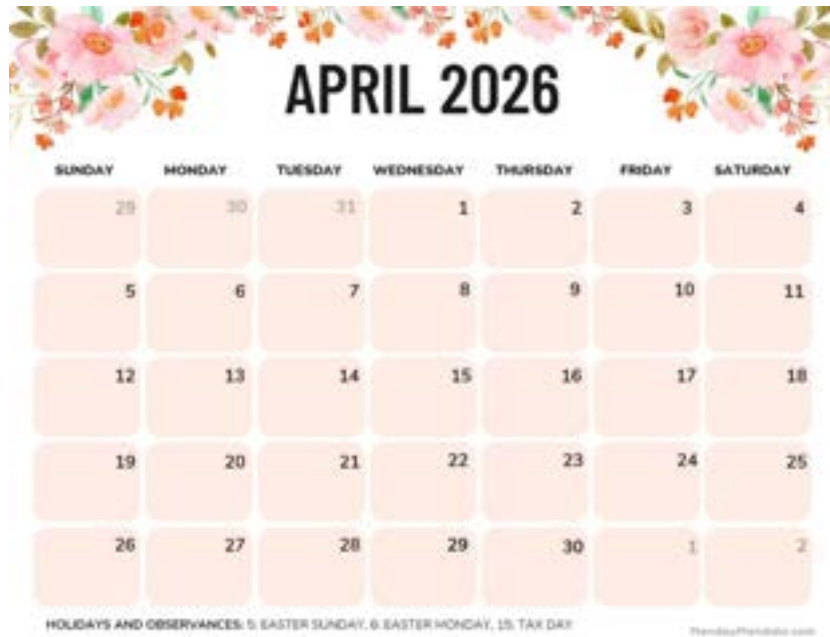 APRIL 2026
SUNDAY MONDAY TUESDAY WEDNESDAY THURSDAY FRIDAY SATURDAY
29 30 31 1 2 3 4
5 6 7 8 9 10 11
12 13 14 15 16 17 18
19 20 21 22 23 24 25
26 27 28 29 30 1 2
HOLIDAYS AND OBSERVANCES: 5: EASTER SUNDAY, 6: EASTER MONDAY, 15: TAX DAY